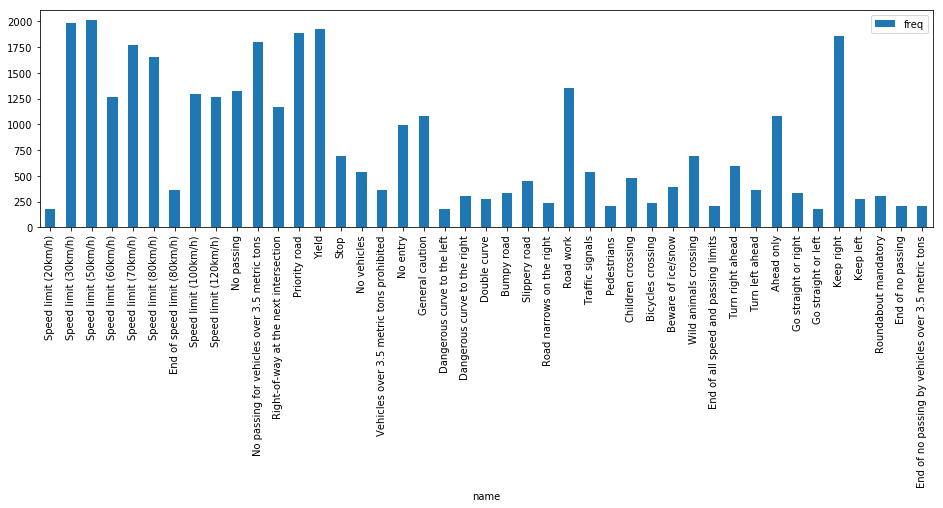 freq
2000
1750
1500
1250
1000
750
500
250
0
Speed limit (20km/h)
Speed limit (30km/h)
Speed limit (50km/h)
Speed limit (60km/h)
Speed limit (70km/h)
Speed limit (80km/h)
End of speed limit (80km/h)
Speed limit (100km/h)
Speed limit (120km/h)
No passing
No passing for vehicles over 3.5 metric tons
Right-of-way at the next intersection
Priority road
Yield
Stop
No vehicles
Vehicles over 3.5 metric tons prohibited
No entry
General caution
Dangerous curve to the left
Dangerous curve to the right
Double curve
Bumpy road
Slippery road
Road narrows on the right
Road work
Traffic signals
Pedestrians
Children crossing
Bicycles crossing
Beware of ice/snow
Wild animals crossing
End of all speed and passing limits
Turn right ahead
Turn left ahead
Ahead only
Go straight or right
Go straight or left
Keep right
Keep left
Roundabout mandatory
End of no passing
End of no passing by vehicles over 3.5 metric tons
name